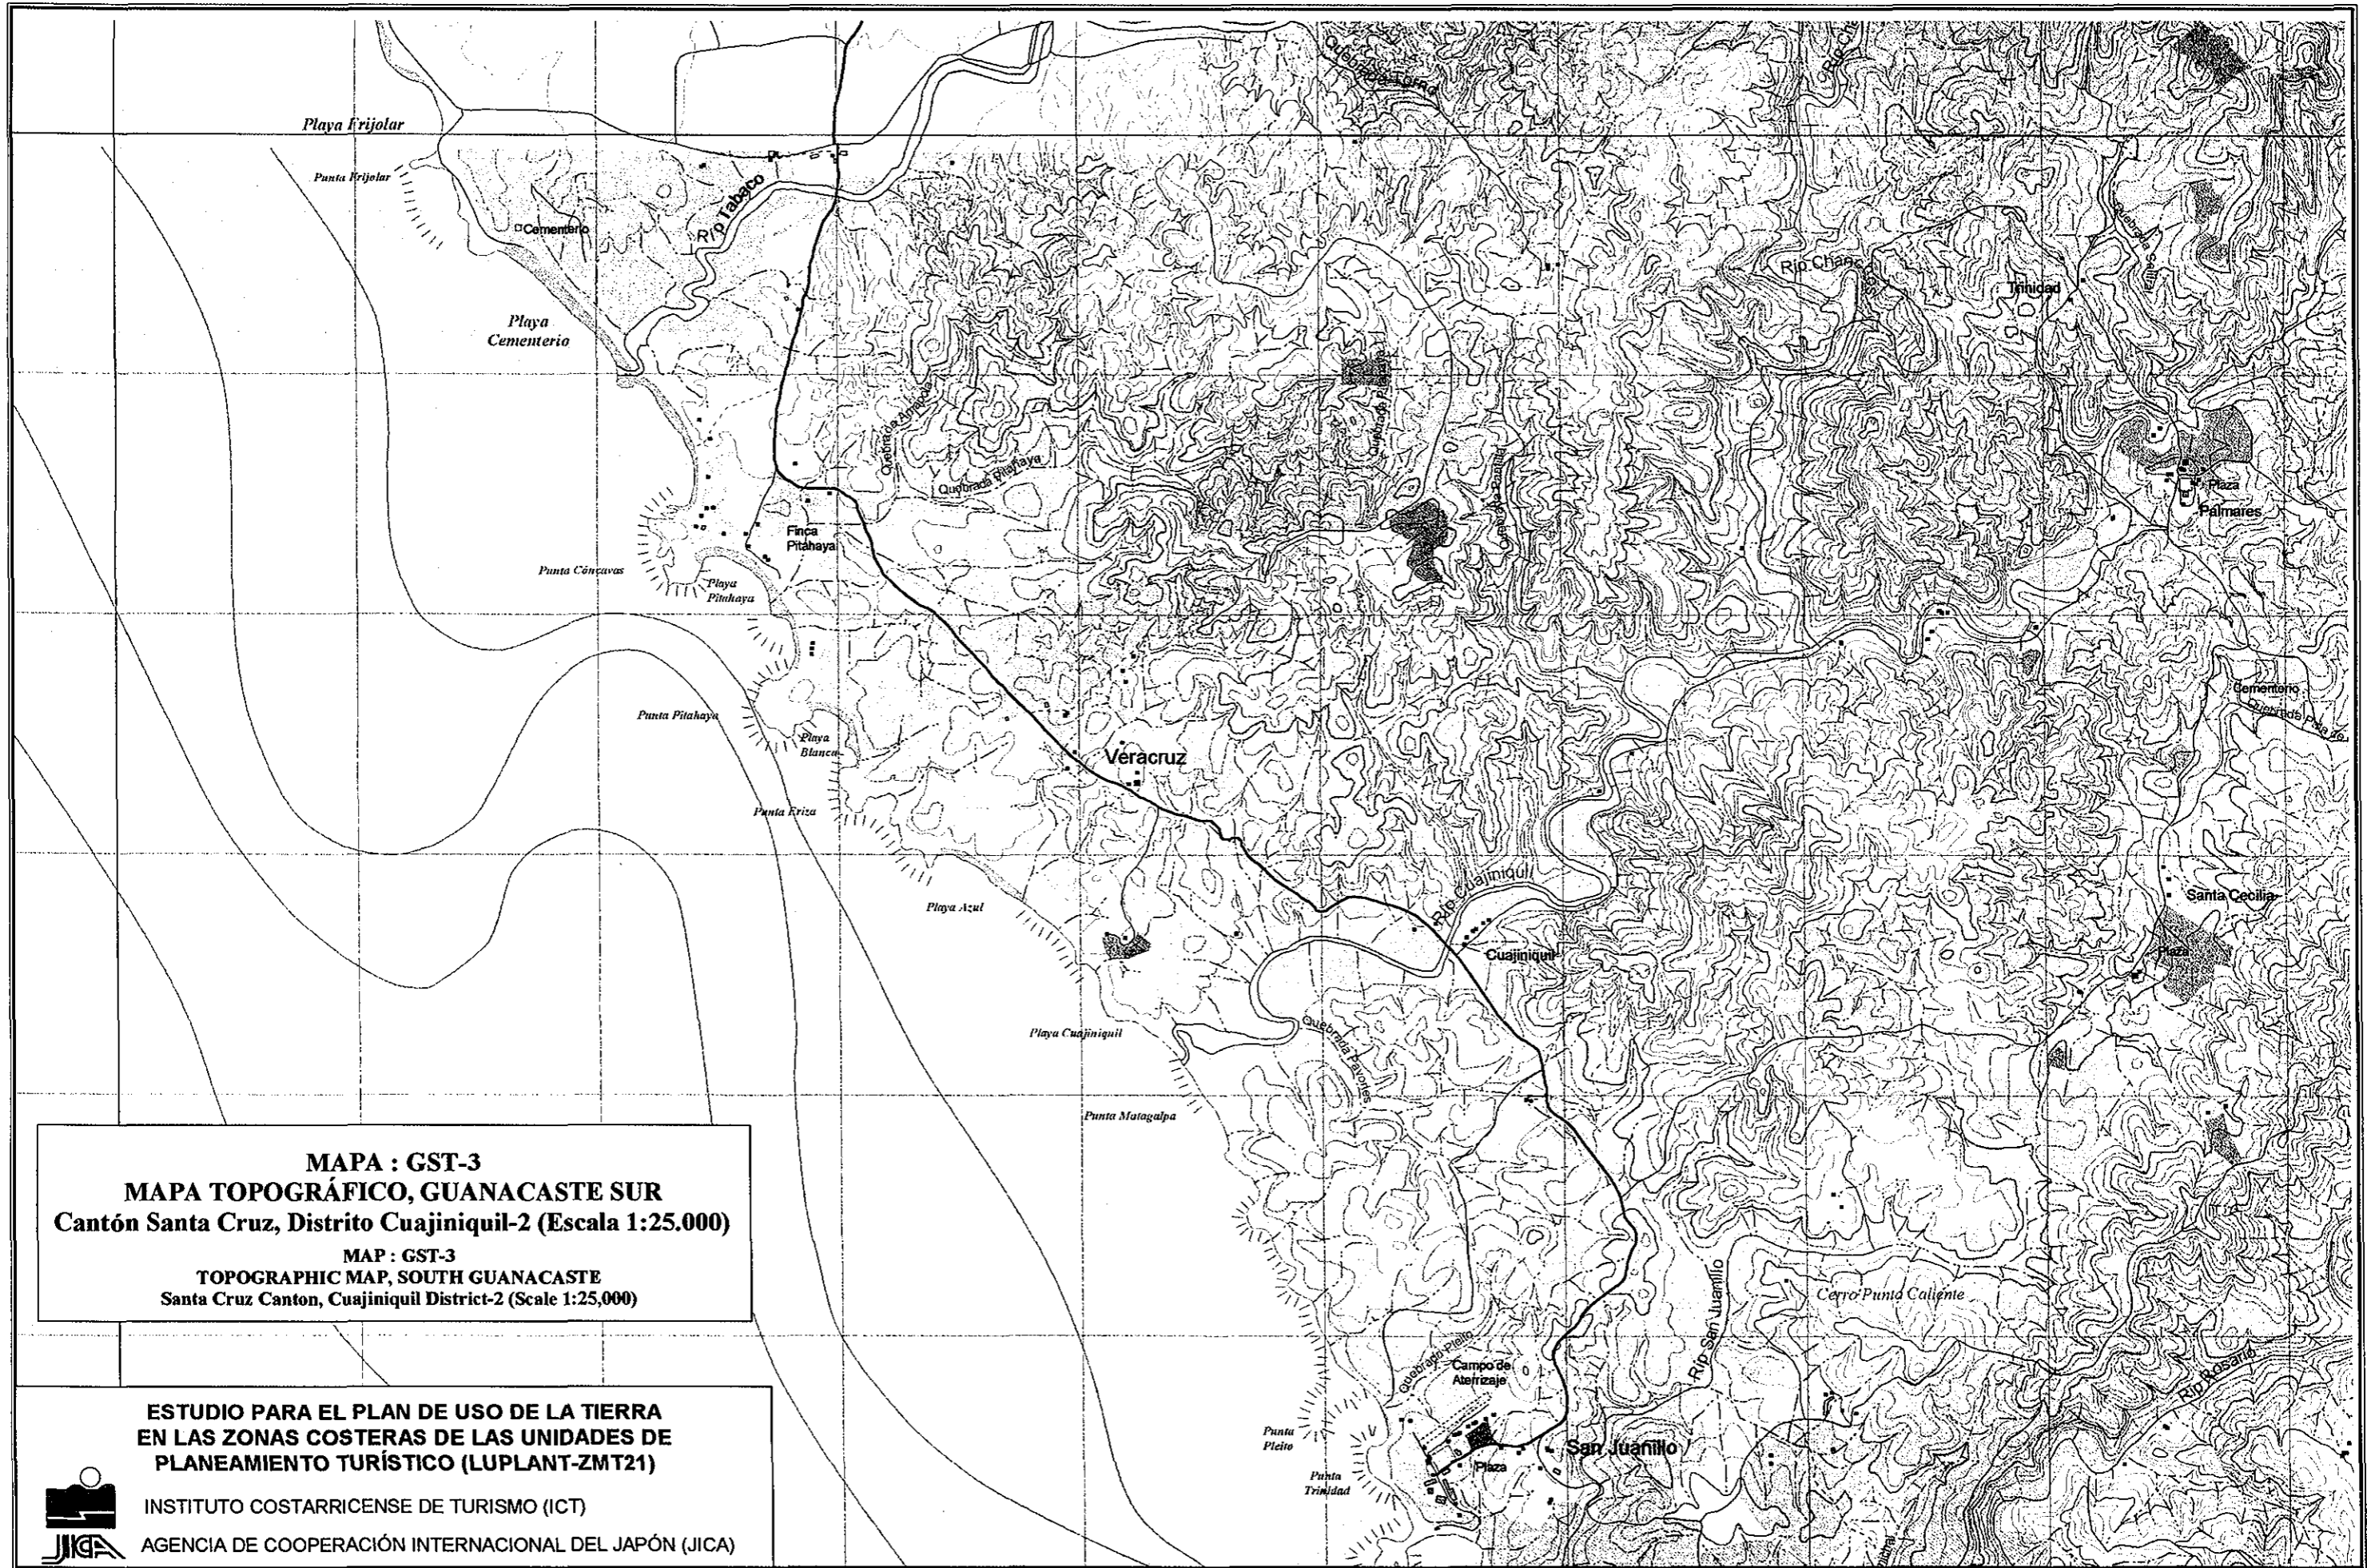 Quebrada Torro
Playa Frijolar
Punta Frijolar
Cementerio
Río Tabaco
Playa
Cementerio
Río Chan
Trinidad
Quebrada Amapola
Quebrada Pitahaya
Plaza
Palmares
Finca
Pitahaya
Punta Cóncavas
Playa
Pitahaya
Cementerio
Punta Pitahaya
Playa
Blanca
Veracruz
Punta Eriza
Río Cuajiniquil
Santa Cecilia
Playa Azul
Plaza
Cuajiniquil
Playa Cuajiniquil
Quebrada Pavones
Punta Matagalpa
MAPA : GST-3
MAPA TOPOGRÁFICO, GUANACASTE SUR
Cantón Santa Cruz, Distrito Cuajiniquil-2 (Escala 1:25.000)
MAP : GST-3
TOPOGRAPHIC MAP, SOUTH GUANACASTE
Santa Cruz Canton, Cuajiniquil District-2 (Scale 1:25,000)
Río San Juanillo
Cerro Punta Caliente
Quebrada Pleito
Campo de
Aterrizaje
Río Rosario
Punta
Pleito
San Juanillo
Plaza
Punta
Trinidad
ESTUDIO PARA EL PLAN DE USO DE LA TIERRA
EN LAS ZONAS COSTERAS DE LAS UNIDADES DE
PLANEAMIENTO TURÍSTICO (LUPLANT-ZMT21)
INSTITUTO COSTARRICENSE DE TURISMO (ICT)
JICA
AGENCIA DE COOPERACIÓN INTERNACIONAL DEL JAPÓN (JICA)